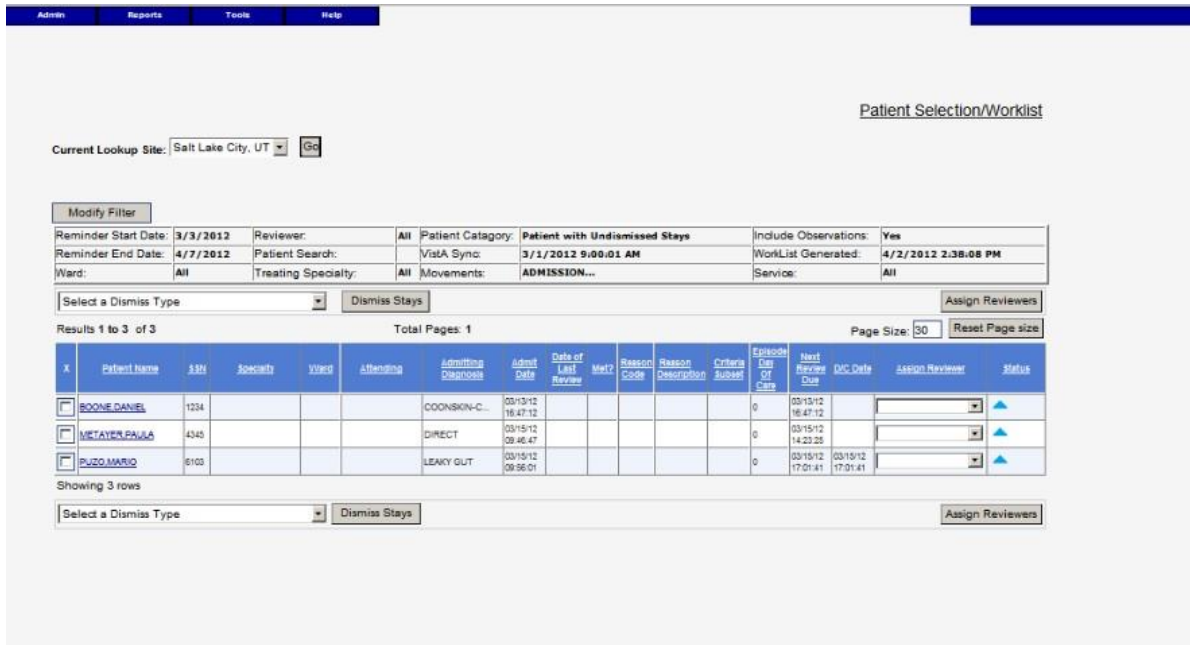 Admin Reports Tools Help
Patient Selection/Worklist
Current Lookup Site: Salt Lake City, UT Go
Modify Filter
Reminder Start Date: 3/3/2012 Reviewer: All Patient Catagory: Patient with Undismissed Stays Include Observations: Yes
Reminder End Date: 4/7/2012 Patient Search: VistA Sync: 3/1/2012 9:00:01 AM WorkList Generated: 4/2/2012 2:38:08 PM
Ward: All Treating Specialty: All Movements: ADMISSION... Service: All
Select a Dismiss Type Dismiss Stays Assign Reviewers
Results 1 to 3 of 3 Total Pages: 1 Page Size: 30 Reset Page size
X Patient Name SSN Specialty Ward Attending Admitting Diagnosis Admit Date Date of Last Review Met? Reason Code Reason Description Criteria Subset Episode Day Of Care Next Review Due D/C Date Assign Reviewer Status
BOONE,DANIEL 1234 COONSKIN-C... 03/13/12 16:47:12 0 03/13/12 16:47:12
METAYER,PAULA 4345 DIRECT 03/15/12 09:46:47 0 03/15/12 14:23:25
PUZO,MARIO 6103 LEAKY GUT 03/15/12 09:56:01 0 03/15/12 17:01:41 03/15/12 17:01:41
Showing 3 rows
Select a Dismiss Type Dismiss Stays Assign Reviewers